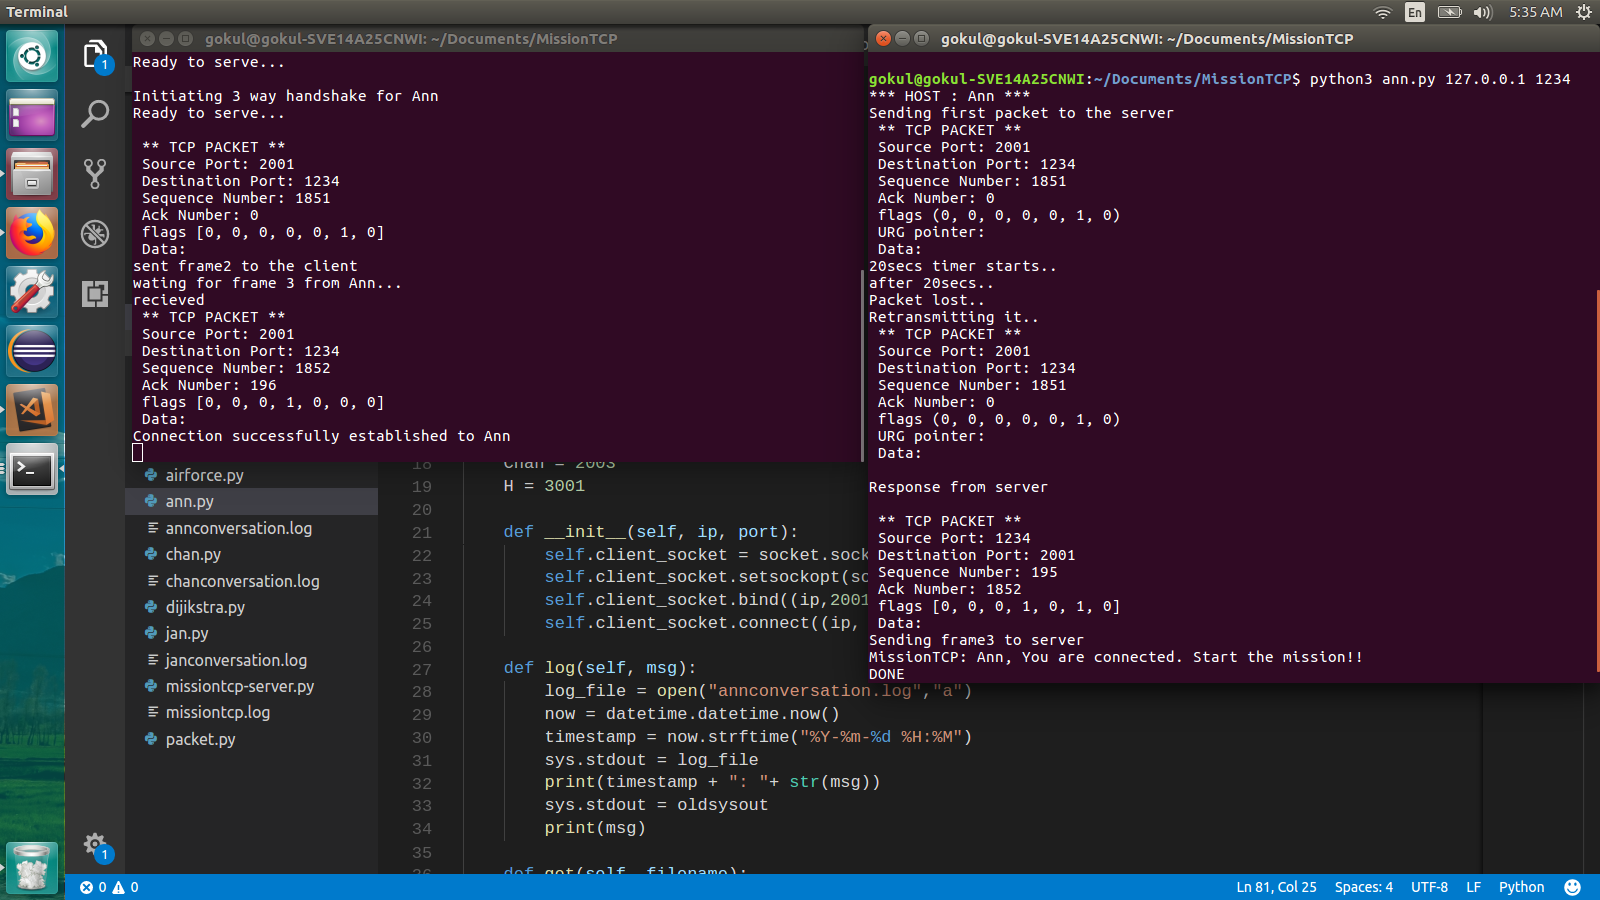 Terminal
En
5:35 AM
1
gokul@gokul-SVE14A25CNWI: ~/Documents/MissionTCP
Ready to serve...
Initiating 3 way handshake for Ann
Ready to serve...
** TCP PACKET **
Source Port: 2001
Destination Port: 1234
Sequence Number: 1851
Ack Number: 0
flags [0, 0, 0, 0, 0, 1, 0]
Data:
sent frame2 to the client
wating for frame 3 from Ann...
recieved
** TCP PACKET **
Source Port: 2001
Destination Port: 1234
Sequence Number: 1852
Ack Number: 196
flags [0, 0, 0, 1, 0, 0, 0]
Data:
Connection successfully established to Ann
gokul@gokul-SVE14A25CNWI: ~/Documents/MissionTCP
gokul@gokul-SVE14A25CNWI:~/Documents/MissionTCP$ python3 ann.py 127.0.0.1 1234
*** HOST : Ann ***
Sending first packet to the server
** TCP PACKET **
Source Port: 2001
Destination Port: 1234
Sequence Number: 1851
Ack Number: 0
flags (0, 0, 0, 0, 0, 1, 0)
URG pointer:
Data:
20secs timer starts..
after 20secs..
Packet lost..
Retransmitting it..
** TCP PACKET **
Source Port: 2001
Destination Port: 1234
Sequence Number: 1851
Ack Number: 0
flags (0, 0, 0, 0, 0, 1, 0)
URG pointer:
Data:
Response from server
** TCP PACKET **
Source Port: 1234
Destination Port: 2001
Sequence Number: 195
Ack Number: 1852
flags [0, 0, 0, 1, 0, 1, 0]
Data:
Sending frame3 to server
MissionTCP: Ann, You are connected. Start the mission!!
DONE
airforce.py
ann.py
annconversation.log
chan.py
chanconversation.log
dijikstra.py
jan.py
janconversation.log
missiontcp-server.py
missiontcp.log
packet.py
18 Chan = 2003
19 H = 3001
20
21 def __init__(self, ip, port):
22 self.client_socket = socket.sock
23 self.client_socket.setsockopt(so
24 self.client_socket.bind((ip,2001
25 self.client_socket.connect((ip,
26
27 def log(self, msg):
28 log_file = open("annconversation.log","a")
29 now = datetime.datetime.now()
30 timestamp = now.strftime("%Y-%m-%d %H:%M")
31 sys.stdout = log_file
32 print(timestamp + ": "+ str(msg))
33 sys.stdout = oldsysout
34 print(msg)
35
36 def get(self, filename):
1
0 0
Ln 81, Col 25 Spaces: 4 UTF-8 LF Python